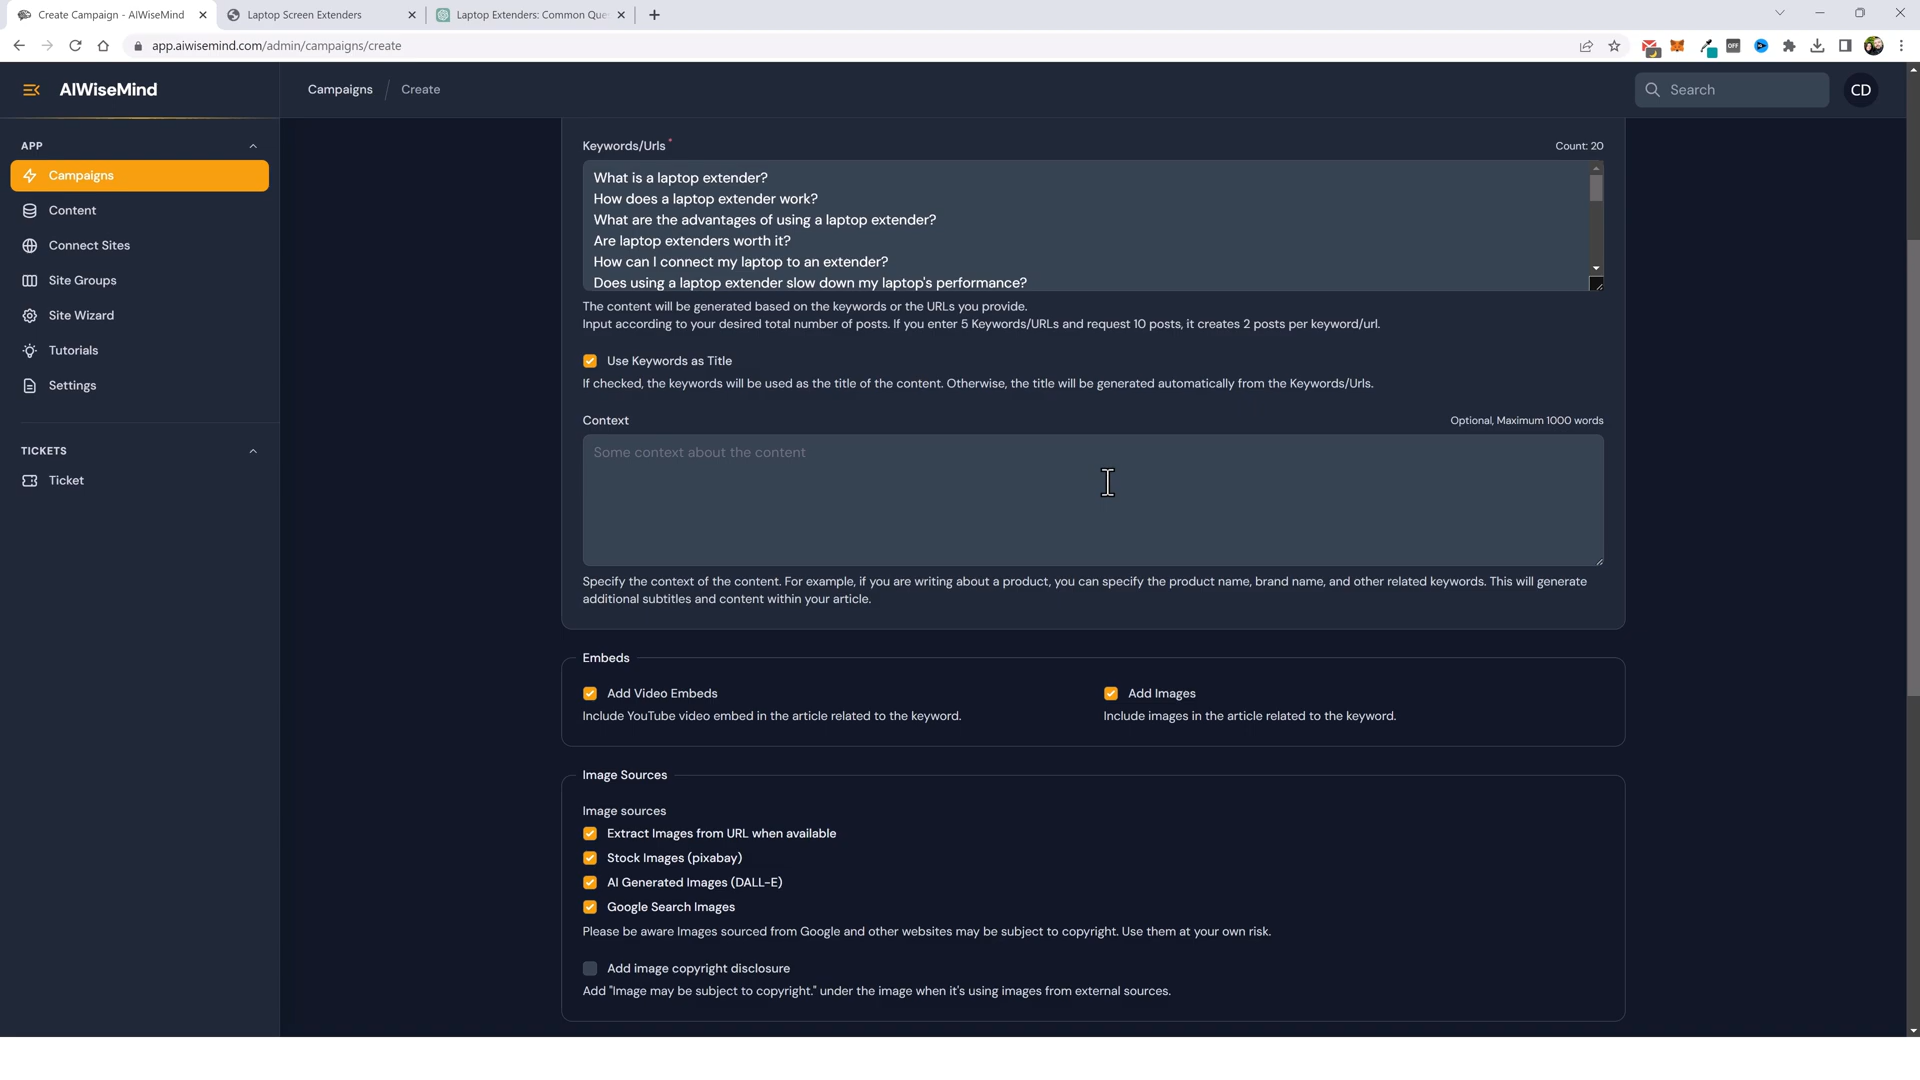 Create Campaign - AIWiseMind
Laptop Screen Extenders
Laptop Extenders: Common Que
app.aiwisemind.com/admin/campaigns/create
OFF
AIWiseMind
Campaigns
Create
Search
CD
APP
Campaigns
Content
Connect Sites
Site Groups
Site Wizard
Tutorials
Settings
TICKETS
Ticket
Keywords/Urls *
Count: 20
What is a laptop extender?
How does a laptop extender work?
What are the advantages of using a laptop extender?
Are laptop extenders worth it?
How can I connect my laptop to an extender?
Does using a laptop extender slow down my laptop's performance?
The content will be generated based on the keywords or the URLs you provide.
Input according to your desired total number of posts. If you enter 5 Keywords/URLs and request 10 posts, it creates 2 posts per keyword/url.
Use Keywords as Title
If checked, the keywords will be used as the title of the content. Otherwise, the title will be generated automatically from the Keywords/Urls.
Context
Optional, Maximum 1000 words
Some context about the content
Specify the context of the content. For example, if you are writing about a product, you can specify the product name, brand name, and other related keywords. This will generate
additional subtitles and content within your article.
Embeds
Add Video Embeds
Include YouTube video embed in the article related to the keyword.
Add Images
Include images in the article related to the keyword.
Image Sources
Image sources
Extract Images from URL when available
Stock Images (pixabay)
AI Generated Images (DALL-E)
Google Search Images
Please be aware Images sourced from Google and other websites may be subject to copyright. Use them at your own risk.
Add image copyright disclosure
Add "Image may be subject to copyright." under the image when it's using images from external sources.